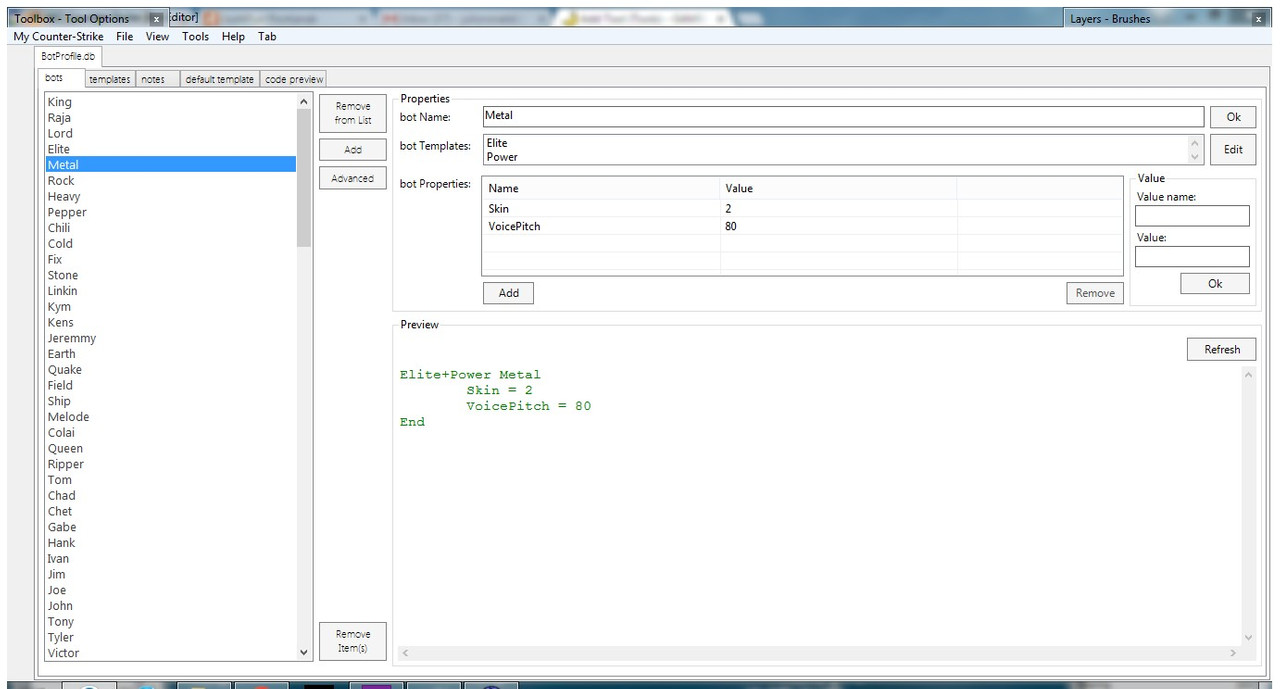 Toolbox - Tool Options x Editor]
Layers - Brushes x
My Counter-Strike File View Tools Help Tab
BotProfile.db
bots templates notes default template code preview
King
Raja
Lord
Elite
Metal
Rock
Heavy
Pepper
Chili
Cold
Fix
Stone
Linkin
Kym
Kens
Jeremmy
Earth
Quake
Field
Ship
Melode
Colai
Queen
Ripper
Tom
Chad
Chet
Gabe
Hank
Ivan
Jim
Joe
John
Tony
Tyler
Victor
Remove
from List
Add
Advanced
Remove
Item(s)
Properties
bot Name: Metal Ok
bot Templates: Elite
Power
Edit
bot Properties:
Name Value
Skin 2
VoicePitch 80
Add Remove
Value
Value name:
Value:
Ok
Preview
Refresh
Elite+Power Metal
Skin = 2
VoicePitch = 80
End